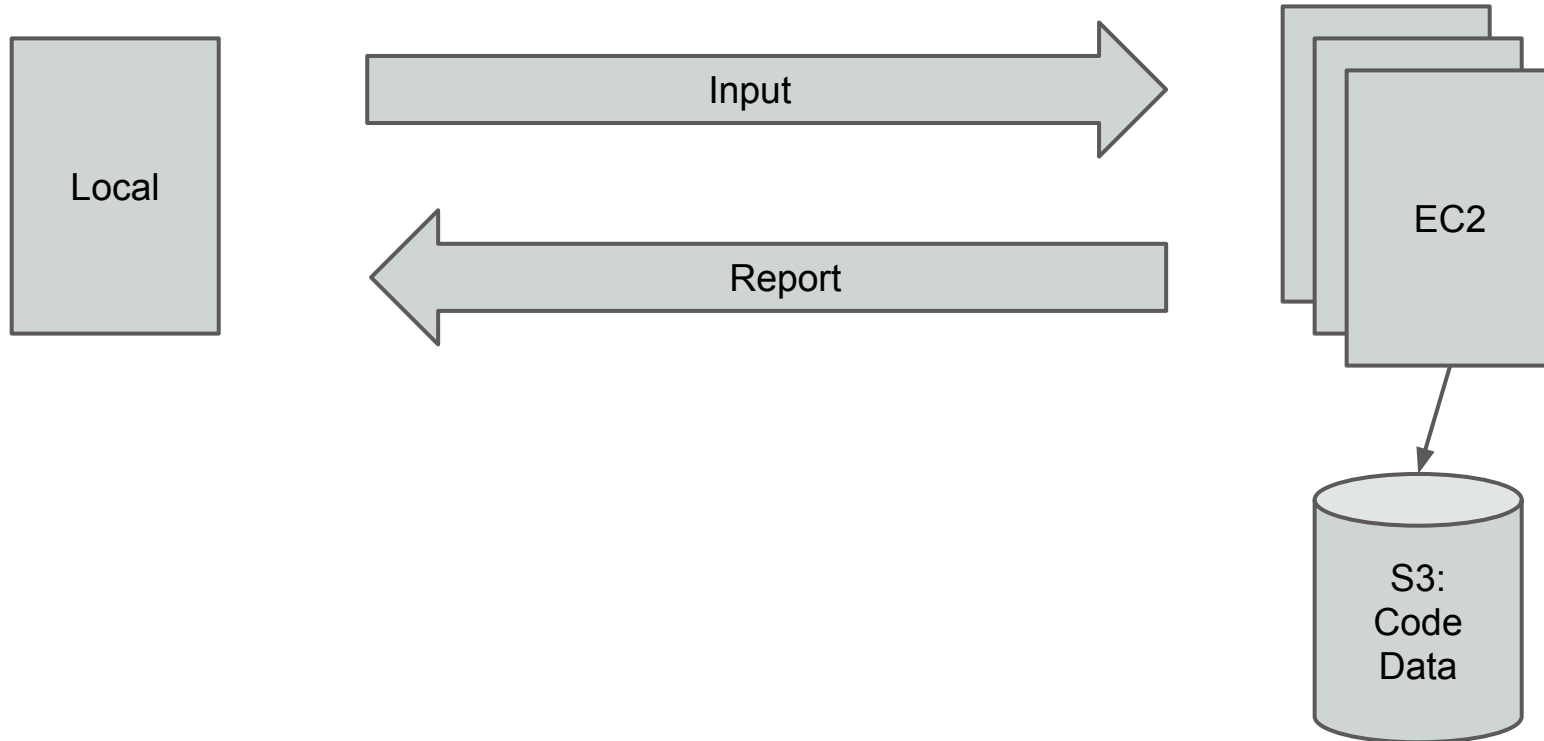 Local
Input
Report
EC2
S3:
Code
Data